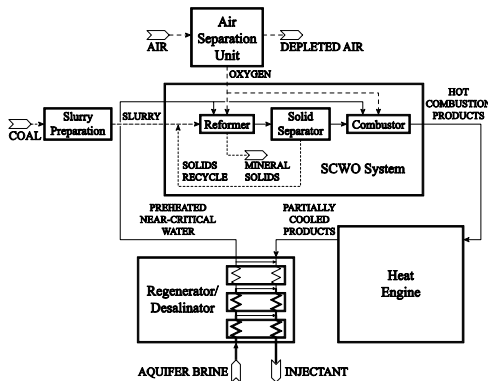 Air
Separation
Unit
AIR
DEPLETED AIR
OXYGEN
HOT
COMBUSTION
PRODUCTS
Slurry
Preparation
SLURRY
COAL
Reformer
Solid
Separator
Combustor
SOLIDS
RECYCLE
MINERAL
SOLIDS
SCWO System
PREHEATED
NEAR-CRITICAL
WATER
PARTIALLY
COOLED
PRODUCTS
Regenerator/
Desalinator
Heat
Engine
AQUIFER BRINE
INJECTANT